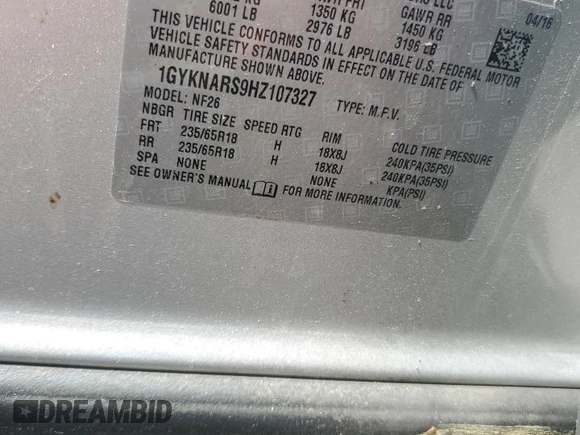 6001 LB 1350 KG GAWR RR
2976 LB 1450 KG 04/16
3196 LB
THIS VEHICLE CONFORMS TO ALL APPLICABLE U.S. FEDERAL MOTOR
VEHICLE SAFETY STANDARDS IN EFFECT ON THE DATE OF
MANUFACTURE SHOWN ABOVE.
1GYKNARS9HZ107327 TYPE: M.P.V.
MODEL: NF26
NBGR TIRE SIZE SPEED RTG RIM COLD TIRE PRESSURE
FRT 235/65R18 H 18X8J 240KPA(35PSI)
RR 235/65R18 H 18X8J 240KPA(35PSI)
SPA NONE NONE KPA(PSI)
SEE OWNER'S MANUAL FOR MORE INFORMATION.
DREAMBID